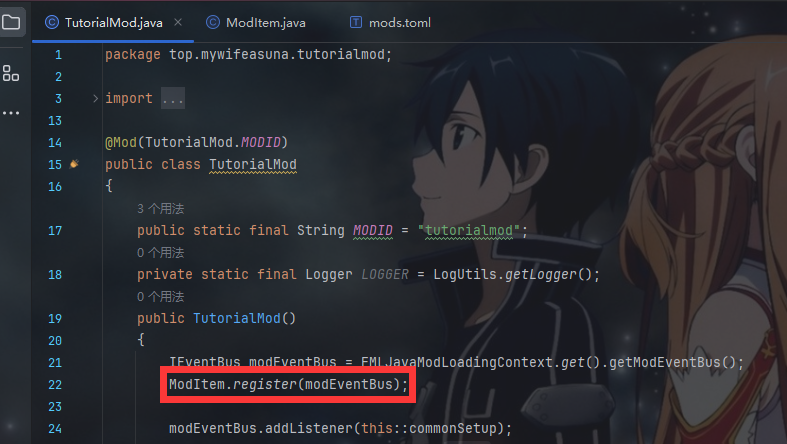 TutorialMod.java
ModItem.java
mods.toml
1 package top.mywifeasuna.tutorialmod;
2
3 import ...
13
14 @Mod(TutorialMod.MODID)
15 public class TutorialMod
16 {
3 个用法
17 public static final String MODID = "tutorialmod";
0 个用法
18 private static final Logger LOGGER = LogUtils.getLogger();
0 个用法
19 public TutorialMod()
20 {
21 IEventBus modEventBus = FMLJavaModLoadingContext.get().getModEventBus();
22 ModItem.register(modEventBus);
23
24 modEventBus.addListener(this::commonSetup);